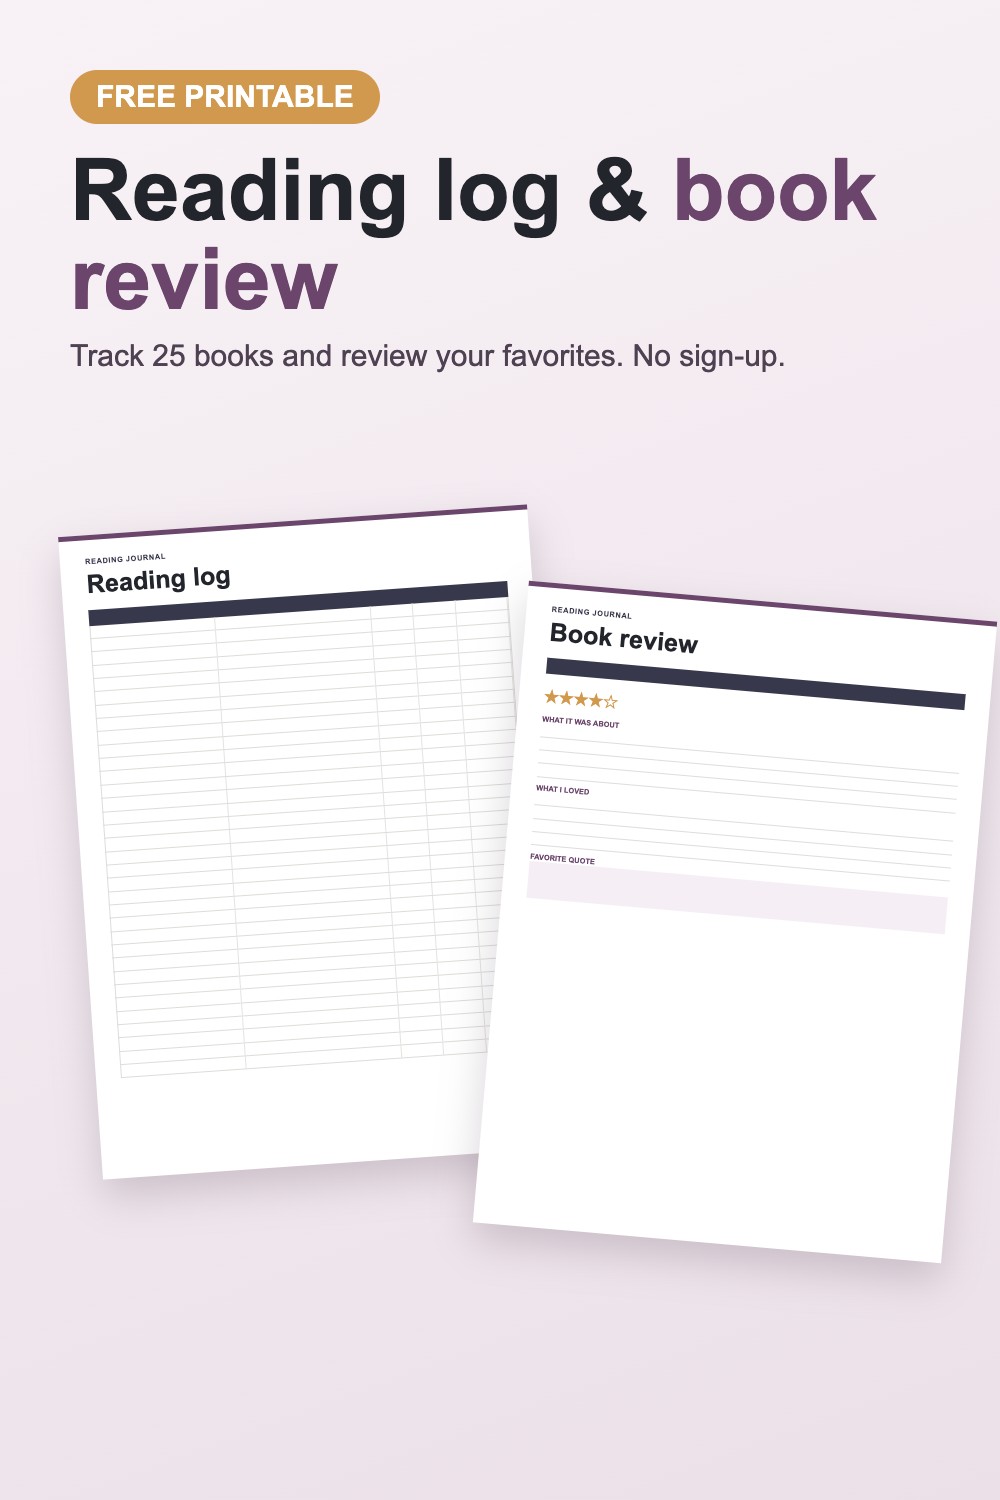 FREE PRINTABLE
Reading log & book
review
Track 25 books and review your favorites. No sign-up.
READING JOURNAL
Reading log
READING JOURNAL
Book review
★★★★☆
WHAT IT WAS ABOUT
WHAT I LOVED
FAVORITE QUOTE